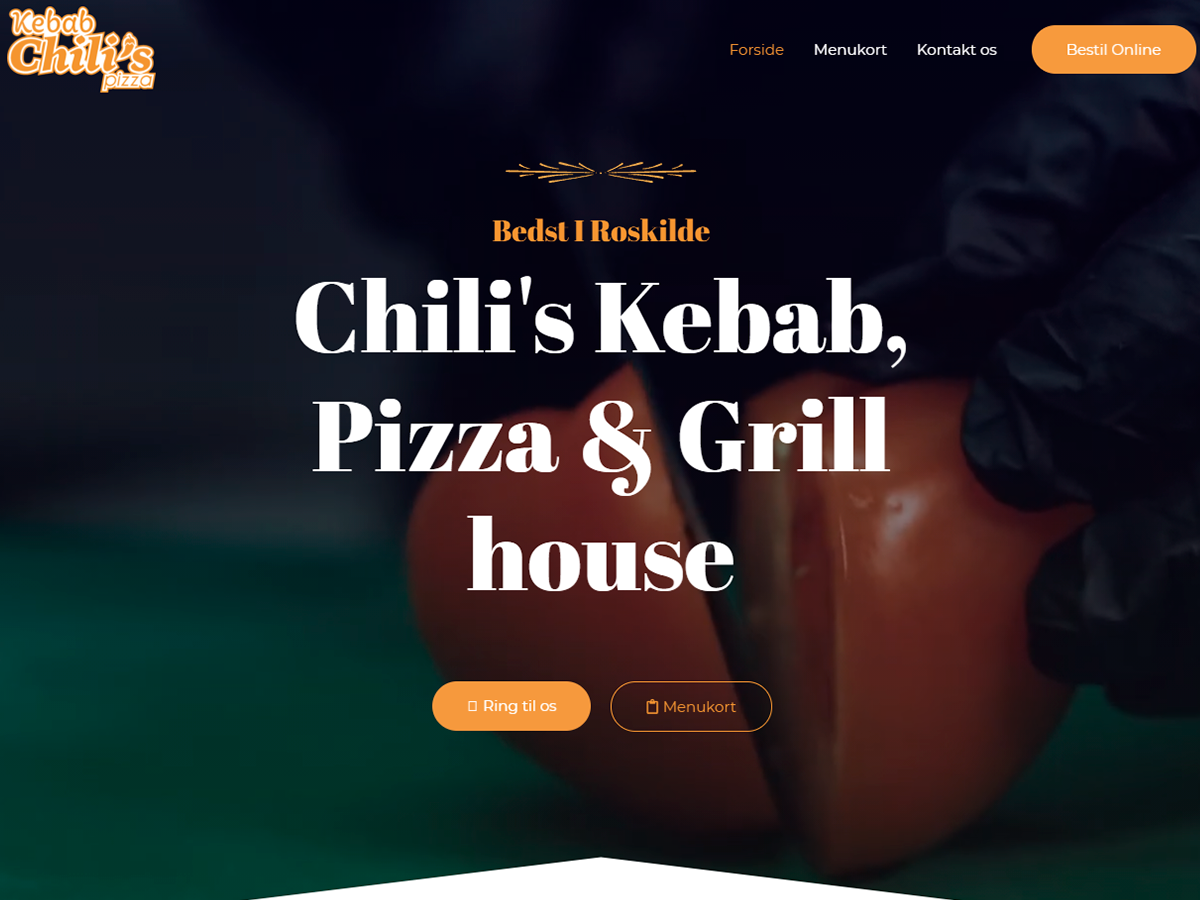 Kebab
Chili's
pizza
Forside
Menukort
Kontakt os
Bestil Online
Bedst I Roskilde
Chili's Kebab,
Pizza & Grill
house
Ring til os
Menukort